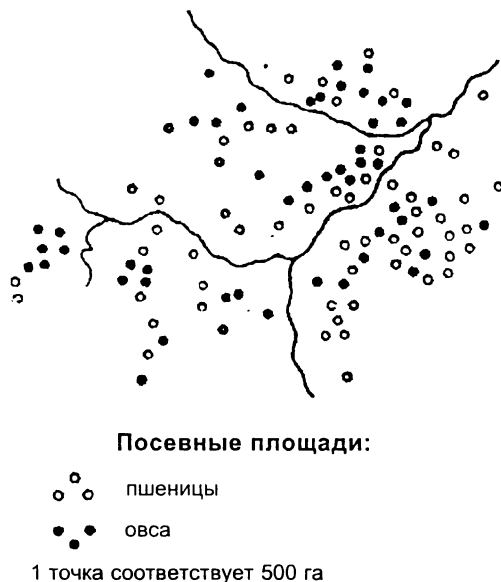 Посевные площади:
пшеницы
овса
1 точка соответствует 500 га